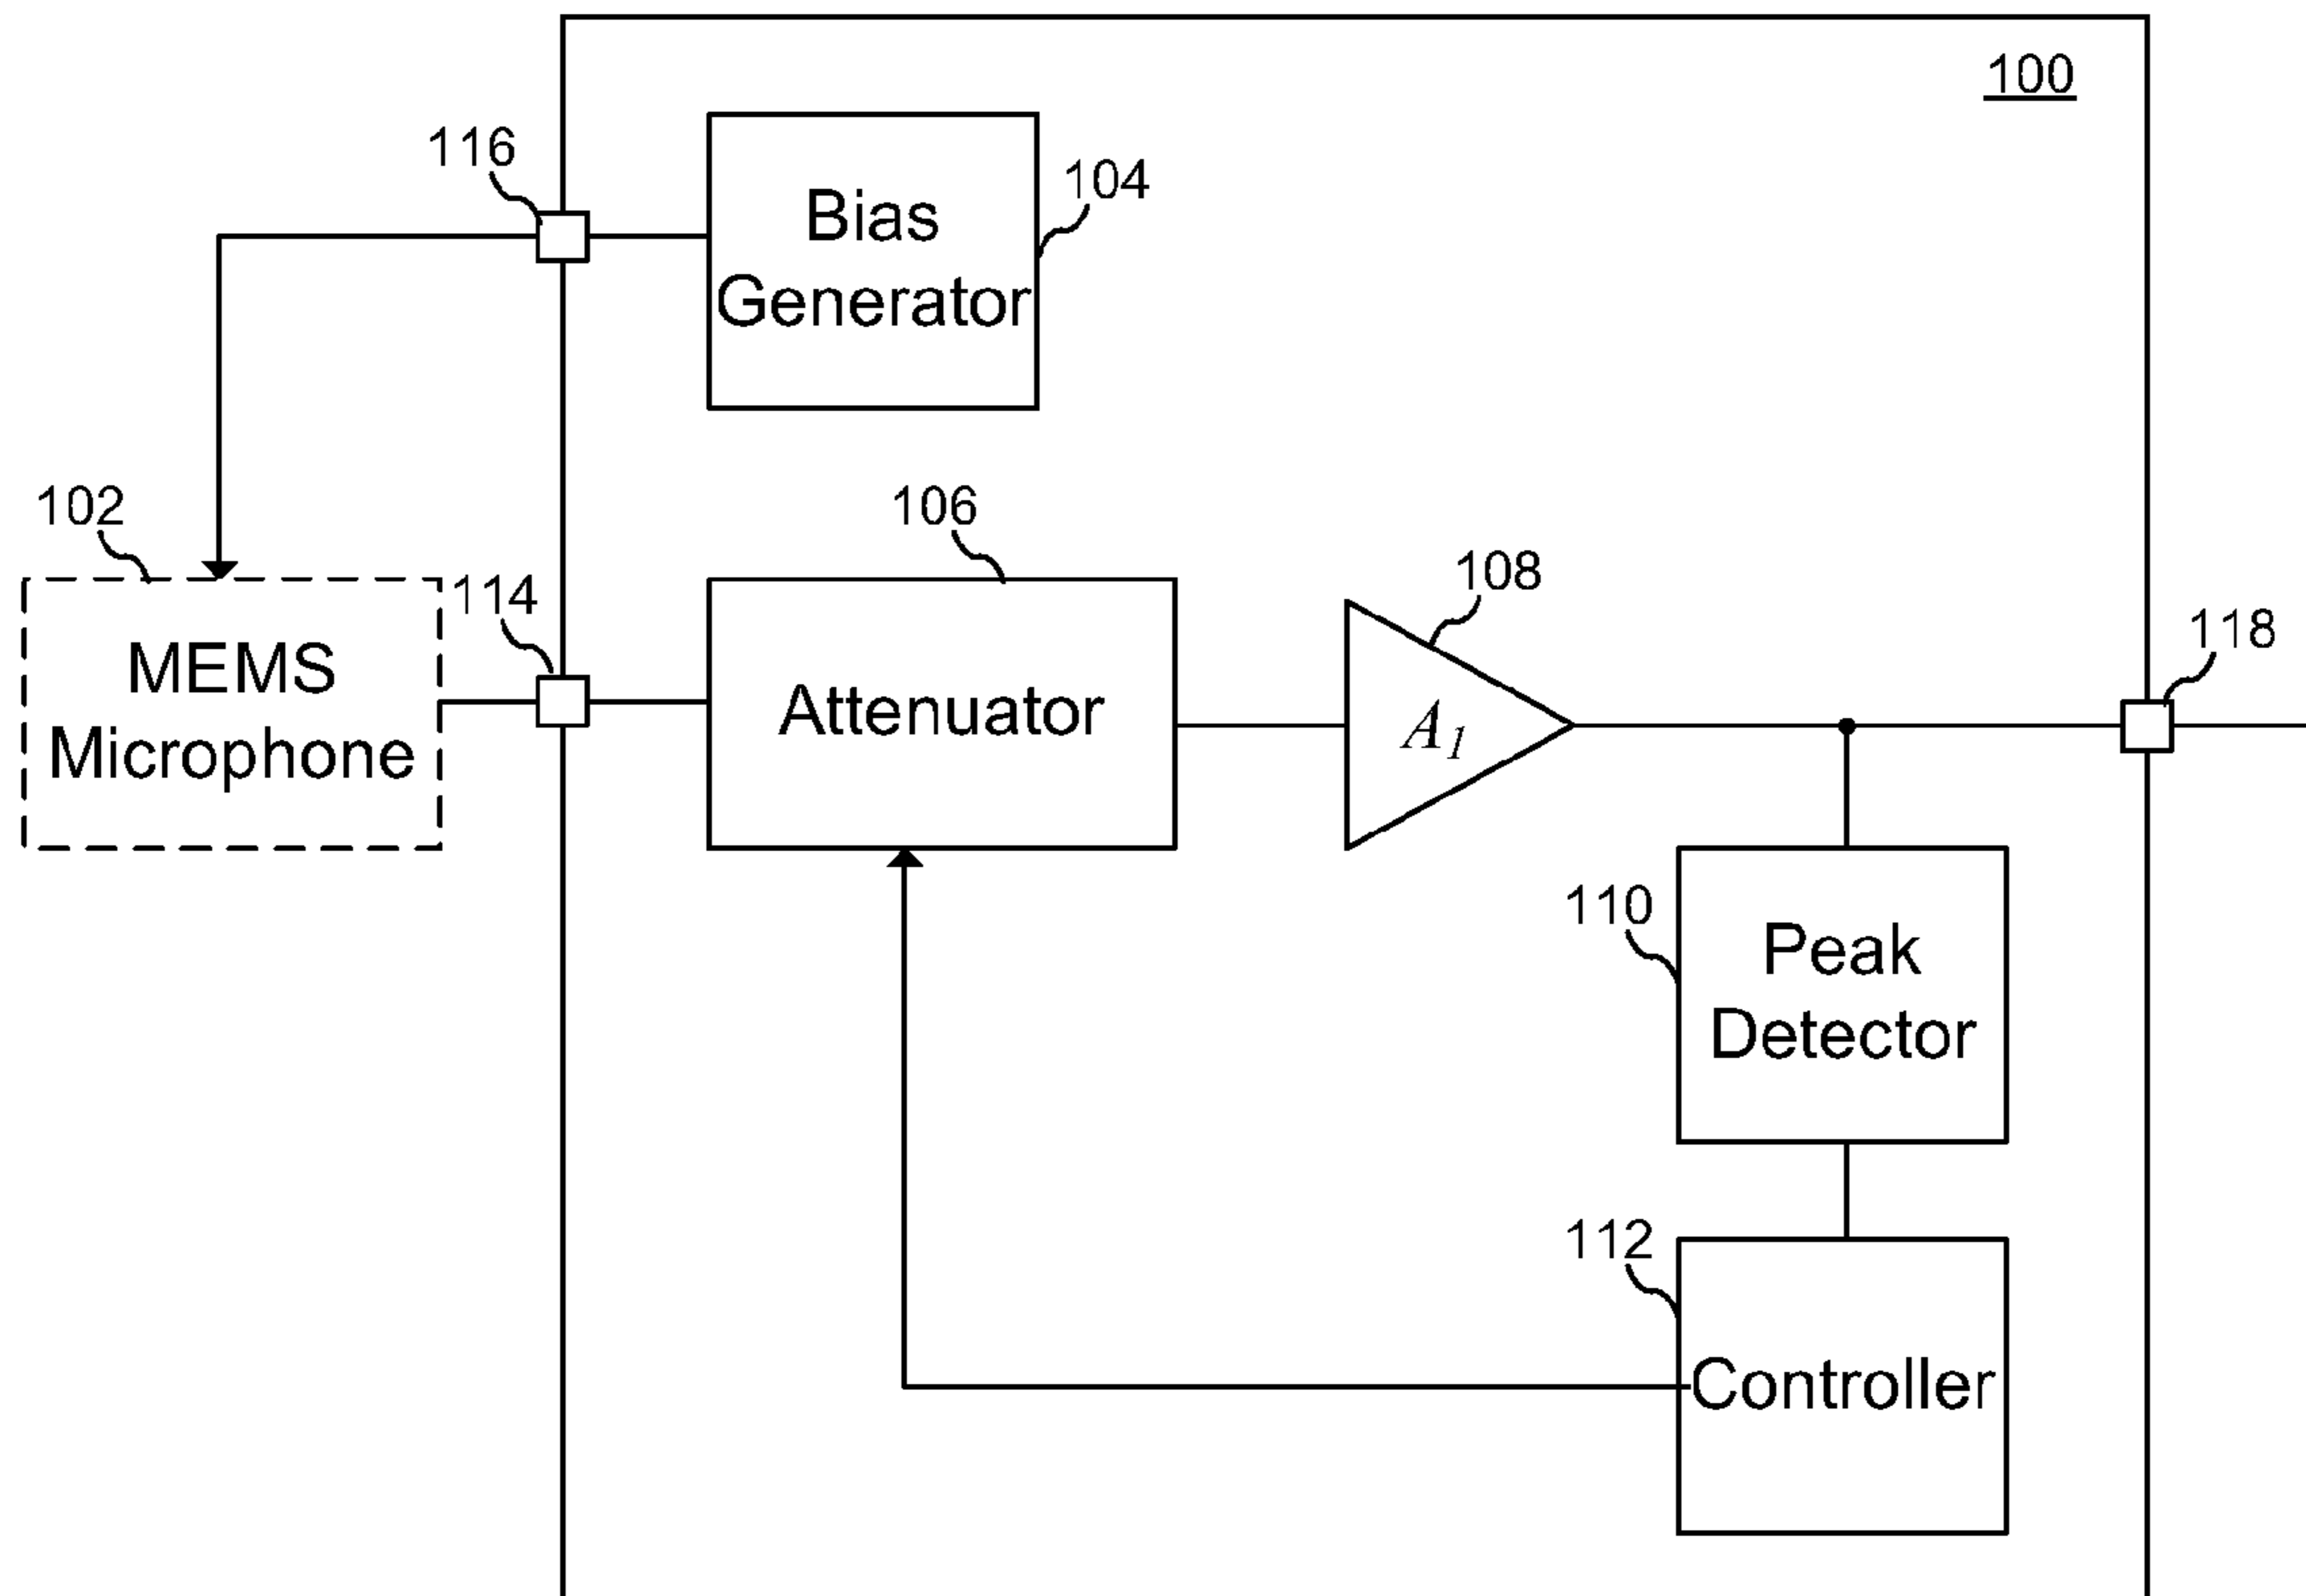 100
116
104
Bias
Generator
102
106
114
108
118
MEMS
Microphone
Attenuator
A1
110
Peak
Detector
112
Controller